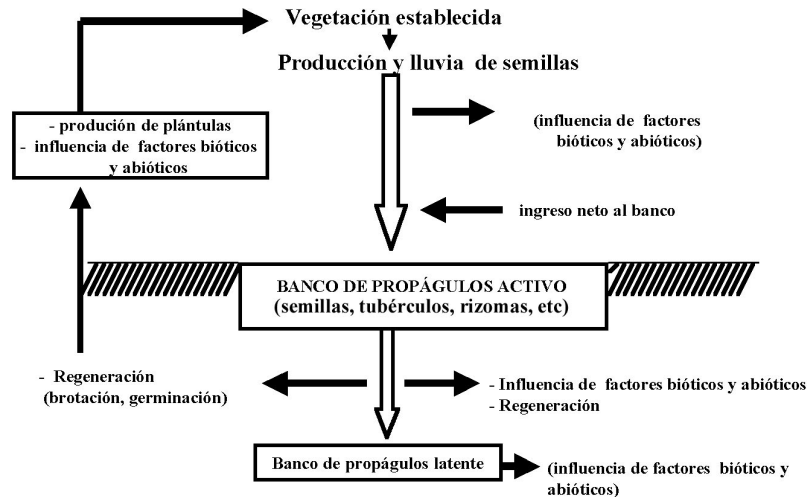 Vegetación establecida
Producción y lluvia de semillas
- produción de plántulas
- influencia de factores bióticos
y abióticos
(influencia de factores
bióticos y abióticos)
ingreso neto al banco
BANCO DE PROPÁGULOS ACTIVO
(semillas, tubérculos, rizomas, etc)
- Regeneración
(brotación, germinación)
- Influencia de factores bióticos y abióticos
- Regeneración
Banco de propágulos latente
(influencia de factores bióticos y
abióticos)